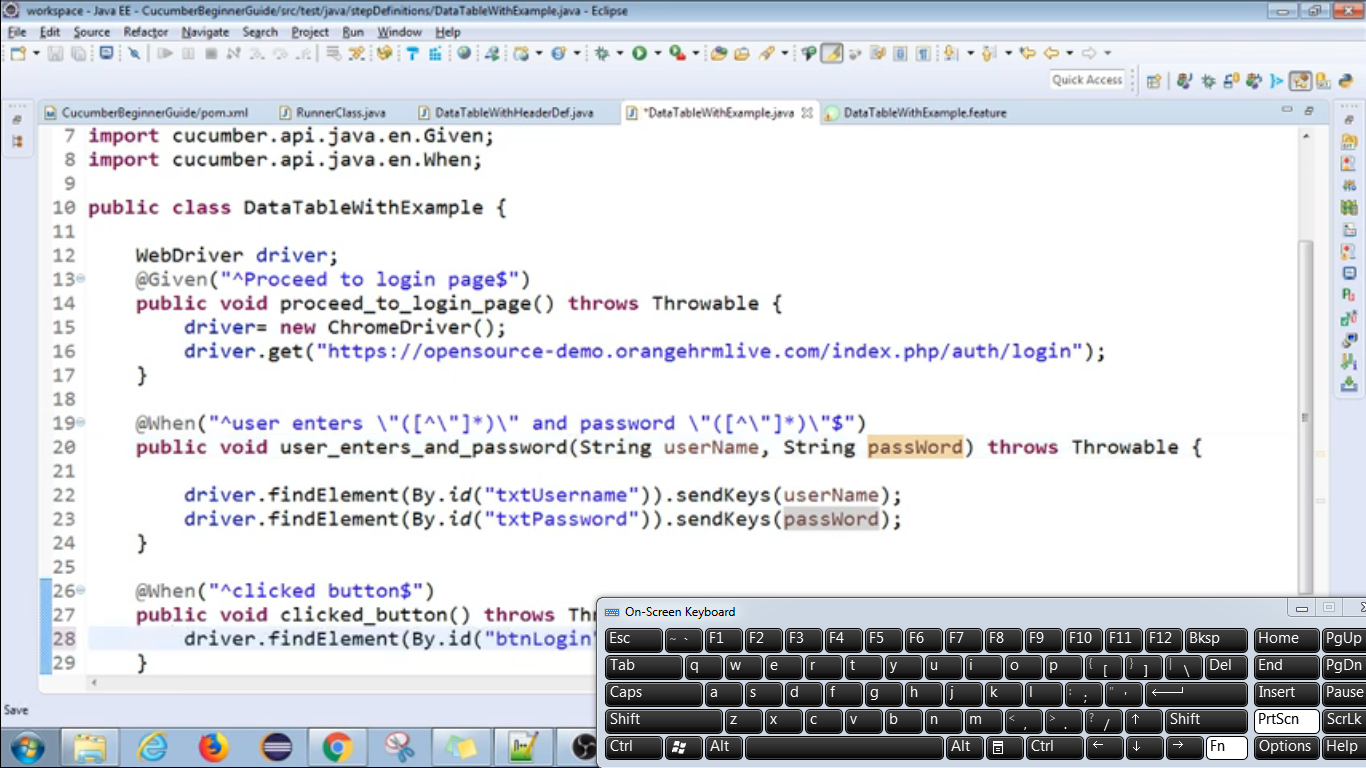 workspace - Java EE - CucumberBeginnerGuide/src/test/java/stepDefinitions/DataTableWithExample.java - Eclipse
File Edit Source Refactor Navigate Search Project Run Window Help
Quick Access
CucumberBeginnerGuide/pom.xml RunnerClass.java DataTableWithHeaderDef.java *DataTableWithExample.java DataTableWithExample.feature
7 import cucumber.api.java.en.Given;
8 import cucumber.api.java.en.When;
9
10 public class DataTableWithExample {
11
12 WebDriver driver;
13 @Given("^Proceed to login page$")
14 public void proceed_to_login_page() throws Throwable {
15 driver= new ChromeDriver();
16 driver.get("https://opensource-demo.orangehrmlive.com/index.php/auth/login");
17 }
18
19 @When("^user enters \"([^\"]*)\" and password \"([^\"]*)\"$")
20 public void user_enters_and_password(String userName, String passWord) throws Throwable {
21
22 driver.findElement(By.id("txtUsername")).sendKeys(userName);
23 driver.findElement(By.id("txtPassword")).sendKeys(passWord);
24 }
25
26 @When("^clicked button$")
27 public void clicked_button() throws Th
28 driver.findElement(By.id("btnLogin"
29 }
Save
On-Screen Keyboard
Esc ~ ` F1 F2 F3 F4 F5 F6 F7 F8 F9 F10 F11 F12 Bksp Home PgUp
Tab q w e r t y u i o p { [ } ] | \ Del End PgDn
Caps a s d f g h j k l : ; " ' Insert Pause
Shift z x c v b n m < , > . ? / ↑ Shift PrtScn ScrLk
Ctrl Alt Alt Ctrl ← ↓ → Fn Options Help